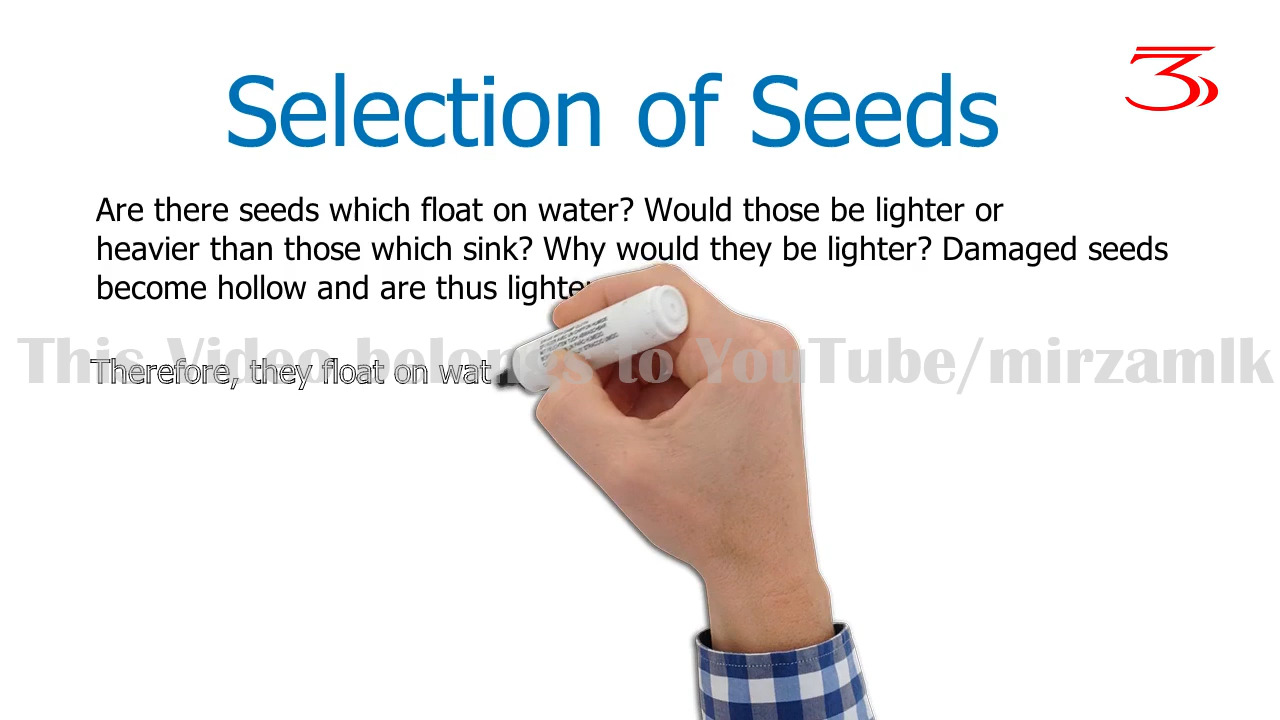 Selection of Seeds
Are there seeds which float on water? Would those be lighter or
heavier than those which sink? Why would they be lighter? Damaged seeds
become hollow and are thus lighter
This Video belongs to YouTube/mirzamlk
Therefore, they float on wat